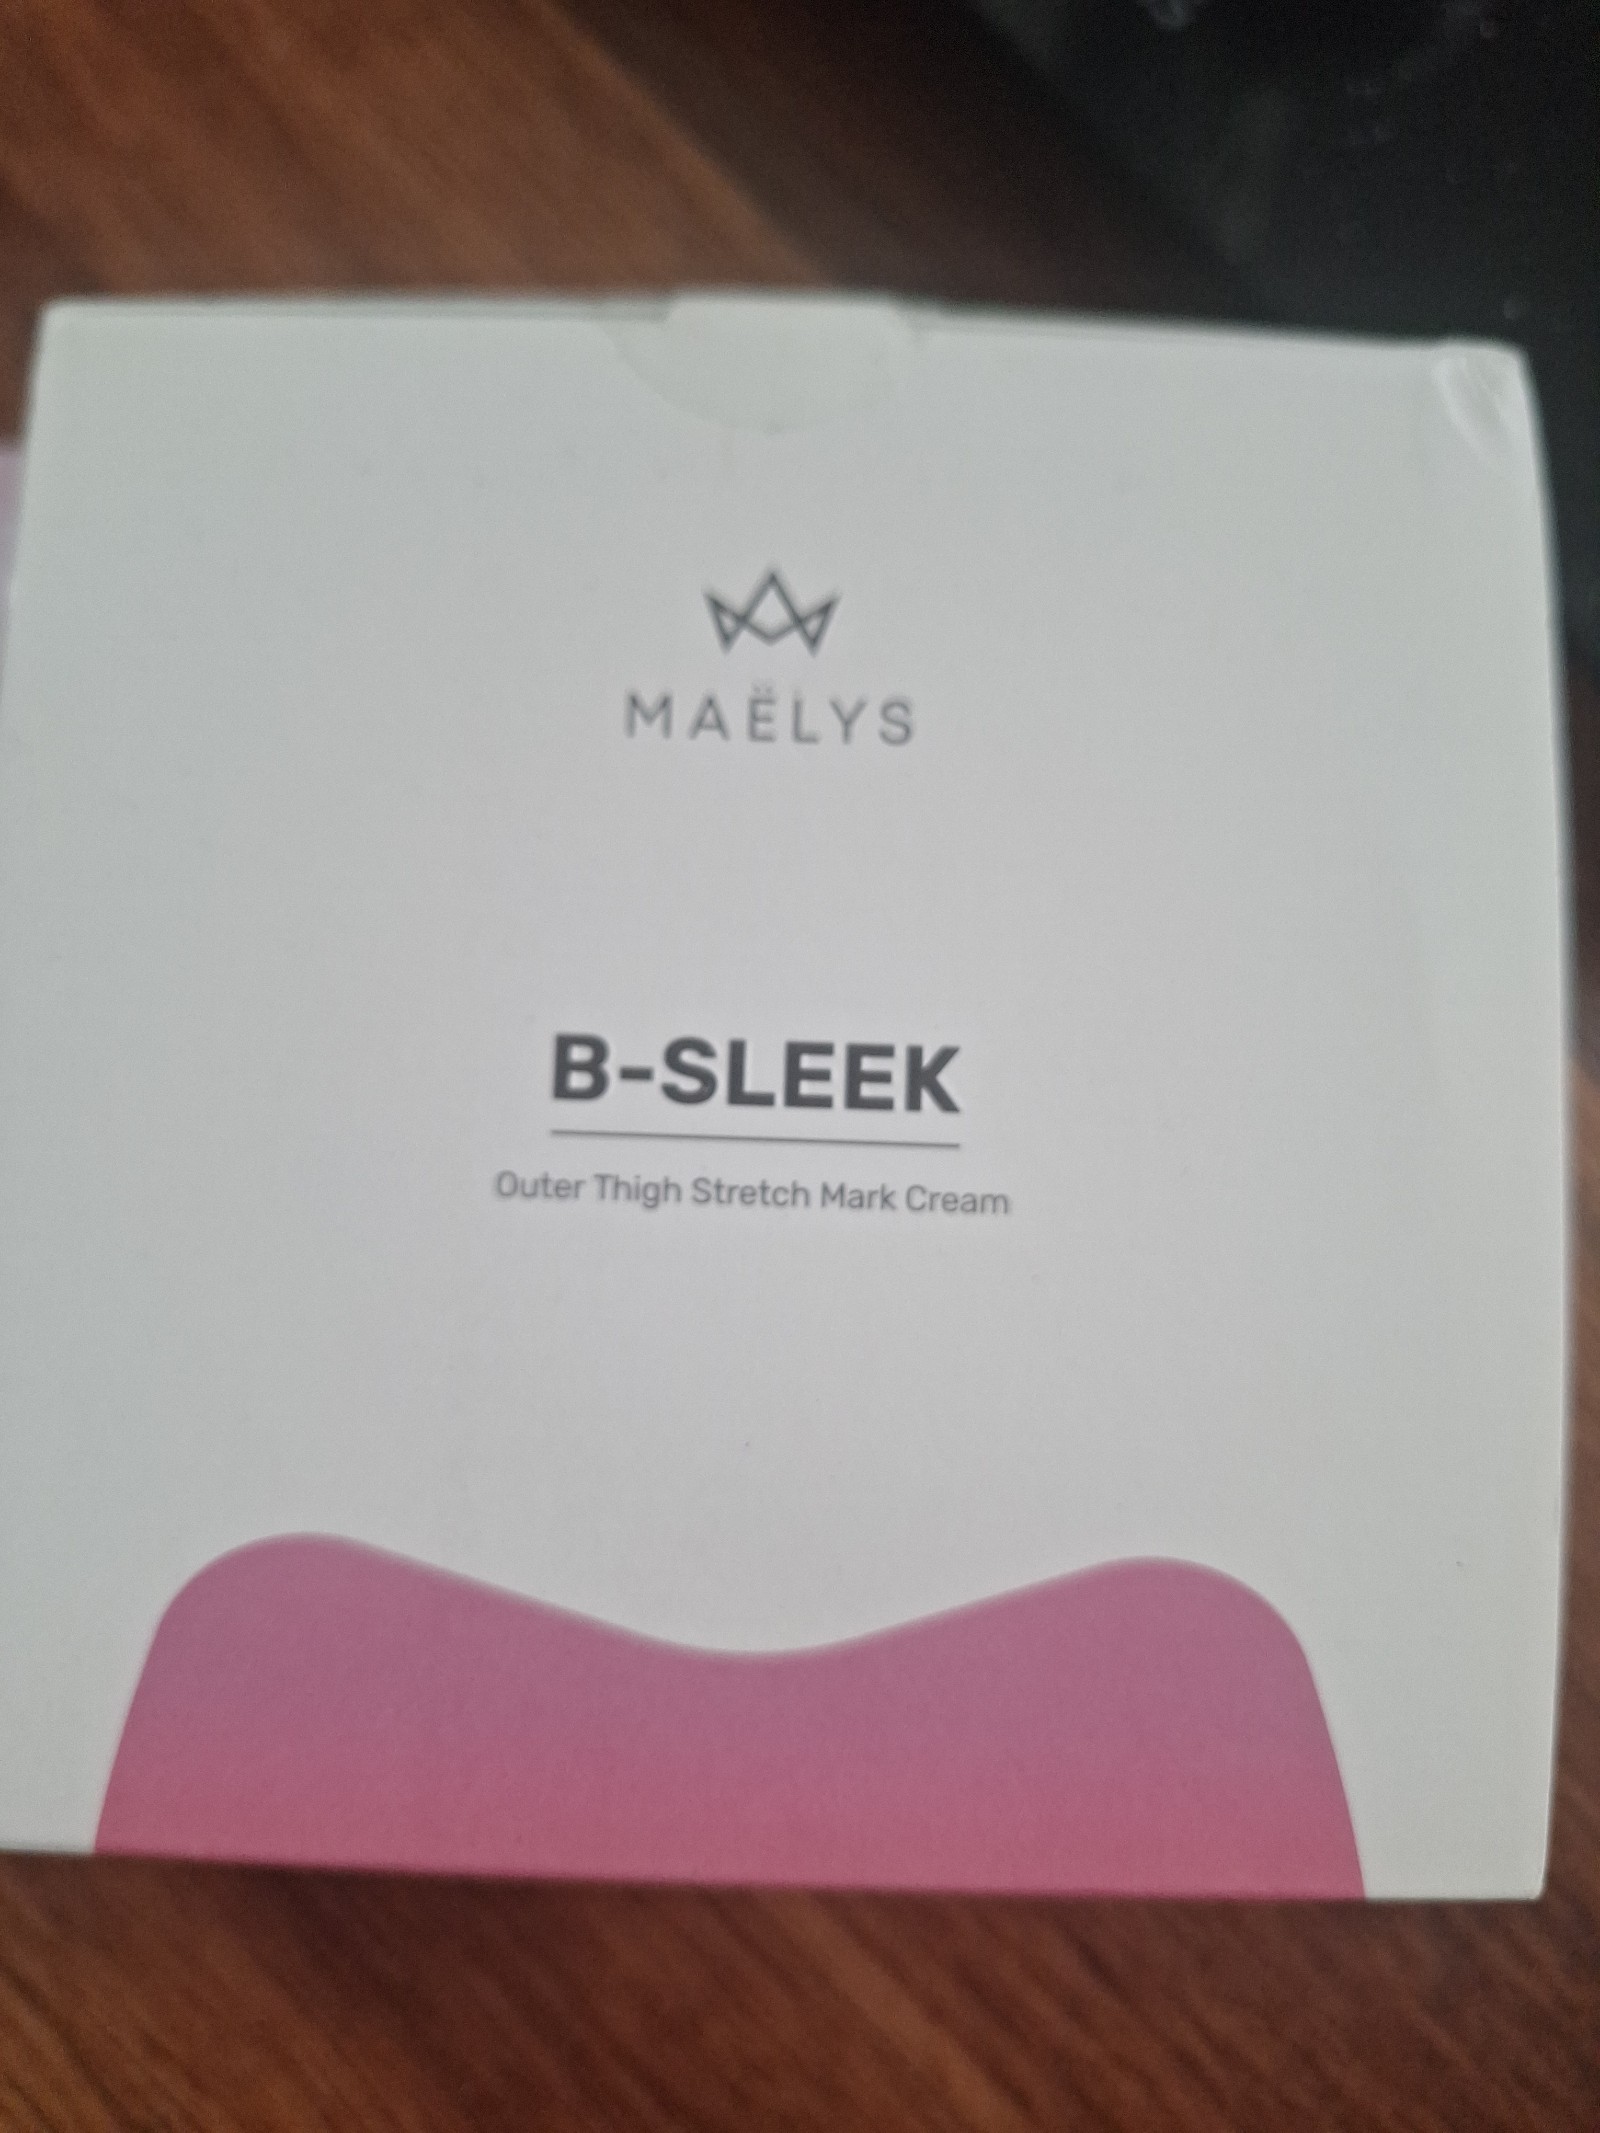 MAËLYS
B-SLEEK
Outer Thigh Stretch Mark Cream